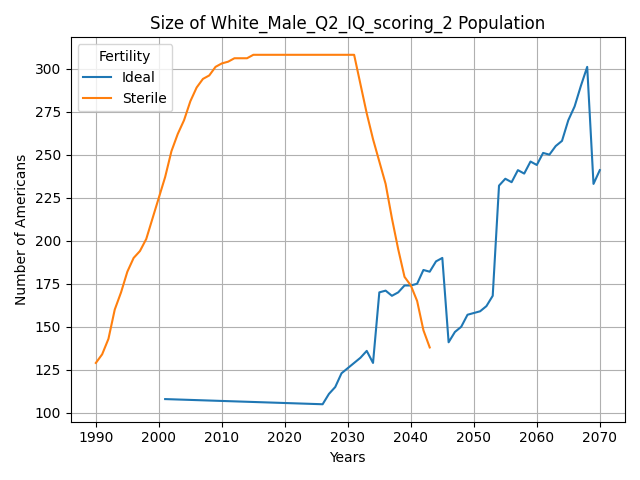 Size of White_Male_Q2_IQ_scoring_2 Population
Fertility
Ideal
Sterile
Number of Americans
300
275
250
225
200
175
150
125
100
1990 2000 2010 2020 2030 2040 2050 2060 2070
Years